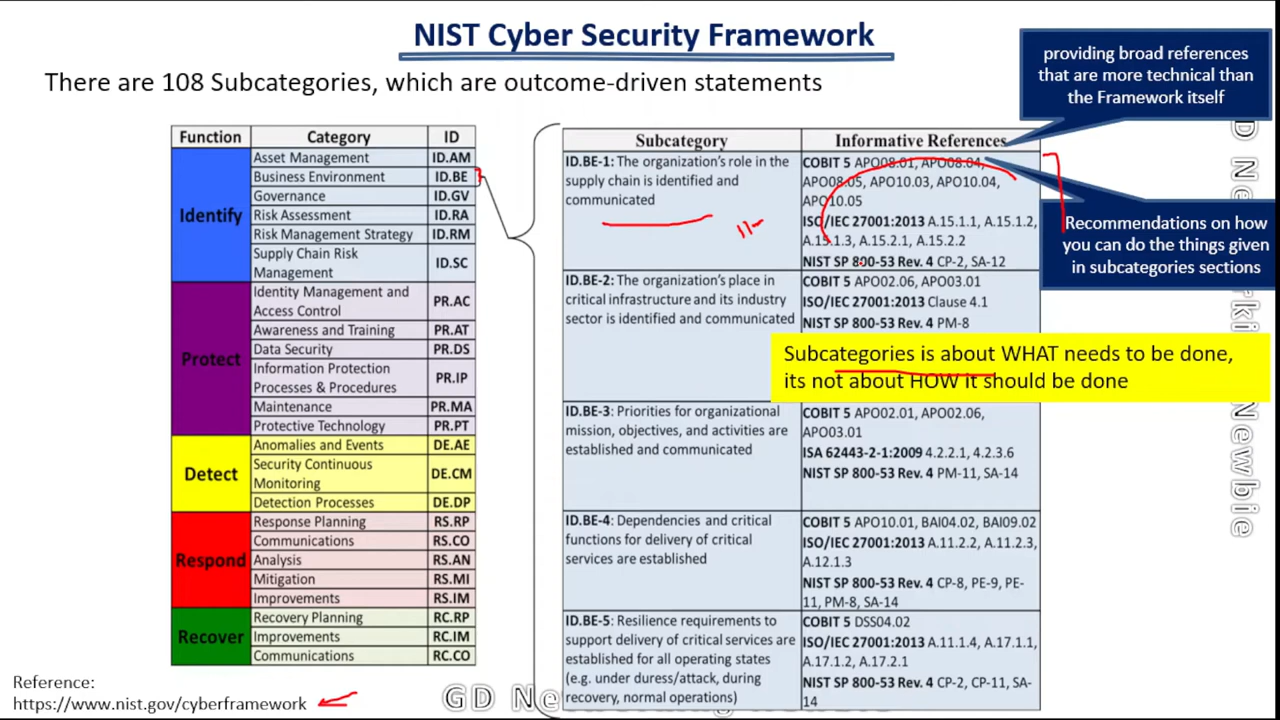 NIST Cyber Security Framework
There are 108 Subcategories, which are outcome-driven statements
providing broad references
that are more technical than
the Framework itself
Function Category ID
Identify
Asset Management ID.AM
Business Environment ID.BE
Governance ID.GV
Risk Assessment ID.RA
Risk Management Strategy ID.RM
Supply Chain Risk
Management ID.SC
Protect
Identity Management and
Access Control PR.AC
Awareness and Training PR.AT
Data Security PR.DS
Information Protection
Processes & Procedures PR.IP
Maintenance PR.MA
Protective Technology PR.PT
Detect
Anomalies and Events DE.AE
Security Continuous
Monitoring DE.CM
Detection Processes DE.DP
Respond
Response Planning RS.RP
Communications RS.CO
Analysis RS.AN
Mitigation RS.MI
Improvements RS.IM
Recover
Recovery Planning RC.RP
Improvements RC.IM
Communications RC.CO
Subcategory Informative References
ID.BE-1: The organization's role in the
supply chain is identified and
communicated
COBIT 5 APO08.01, APO08.04,
APO08.05, APO10.03, APO10.04,
APO10.05
ISO/IEC 27001:2013 A.15.1.1, A.15.1.2,
A.15.1.3, A.15.2.1, A.15.2.2
NIST SP 800-53 Rev. 4 CP-2, SA-12
ID.BE-2: The organization's place in
critical infrastructure and its industry
sector is identified and communicated
COBIT 5 APO02.06, APO03.01
ISO/IEC 27001:2013 Clause 4.1
NIST SP 800-53 Rev. 4 PM-8
ID.BE-3: Priorities for organizational
mission, objectives, and activities are
established and communicated
COBIT 5 APO02.01, APO02.06,
APO03.01
ISA 62443-2-1:2009 4.2.2.1, 4.2.3.6
NIST SP 800-53 Rev. 4 PM-11, SA-14
ID.BE-4: Dependencies and critical
functions for delivery of critical
services are established
COBIT 5 APO10.01, BAI04.02, BAI09.02
ISO/IEC 27001:2013 A.11.2.2, A.11.2.3,
A.12.1.3
NIST SP 800-53 Rev. 4 CP-8, PE-9, PE-
11, PM-8, SA-14
ID.BE-5: Resilience requirements to
support delivery of critical services are
established for all operating states
(e.g. under duress/attack, during
recovery, normal operations)
COBIT 5 DSS04.02
ISO/IEC 27001:2013 A.11.1.4, A.17.1.1,
A.17.1.2, A.17.2.1
NIST SP 800-53 Rev. 4 CP-2, CP-11, SA-
14
Recommendations on how
you can do the things given
in subcategories sections
Subcategories is about WHAT needs to be done,
its not about HOW it should be done
Reference:
https://www.nist.gov/cyberframework
GD
Newbie